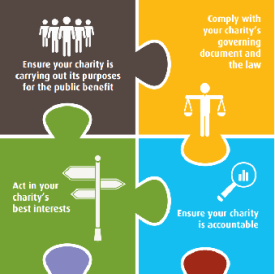 Ensure your charity is
carrying out its purposes
for the public benefit
Comply with
your charity's
governing
document and
the law
Act in your
charity's
best interests
Ensure your charity
is accountable